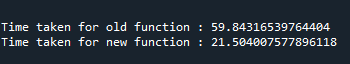 Time taken for old function : 59.84316539764404
Time taken for new function : 21.504007577896118